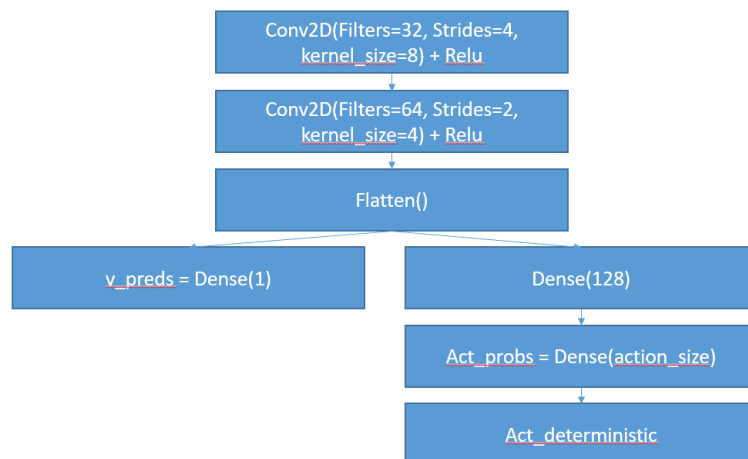 Conv2D(Filters=32, Strides=4,
kernel_size=8) + Relu
Conv2D(Filters=64, Strides=2,
kernel_size=4) + Relu
Flatten()
v_preds = Dense(1)
Dense(128)
Act_probs = Dense(action_size)
Act_deterministic